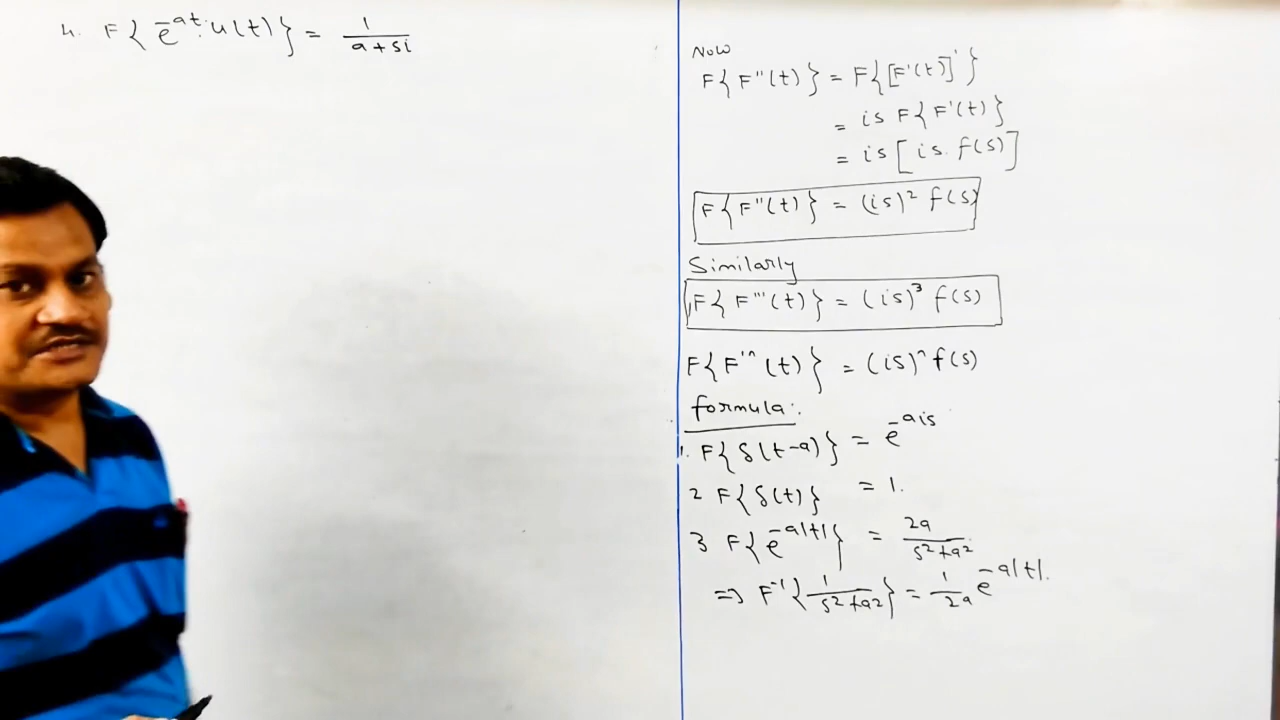 4. F{e^-at.u(t)} = 1/(a+si)
Now
F{F''(t)} = F{[F'(t)]'}
= is F{F'(t)}
= is[is.f(s)]
F{F''(t)} = (is)² f(s)
Similarly
F{F'''(t)} = (is)³ f(s)
F{F'ⁿ(t)} = (is)ⁿ f(s)
formula:.
1. F{δ(t-a)} = e^-ais
2 F{δ(t)} = 1.
3 F{e^-a|t|} = 2a/(s²+a²)
⇒ F⁻¹{1/(s²+a²)} = 1/2a e^-a|t|.